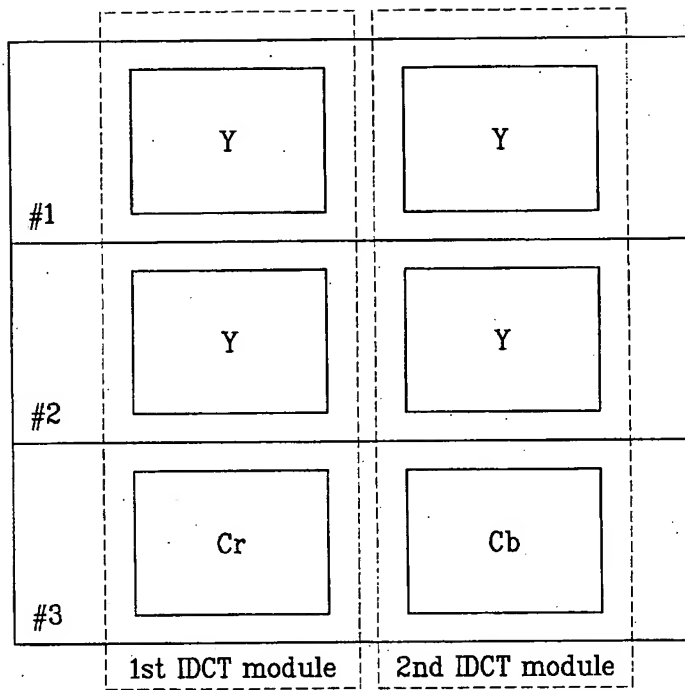 Y Y
#1
Y Y
#2
Cr Cb
#3
1st IDCT module 2nd IDCT module